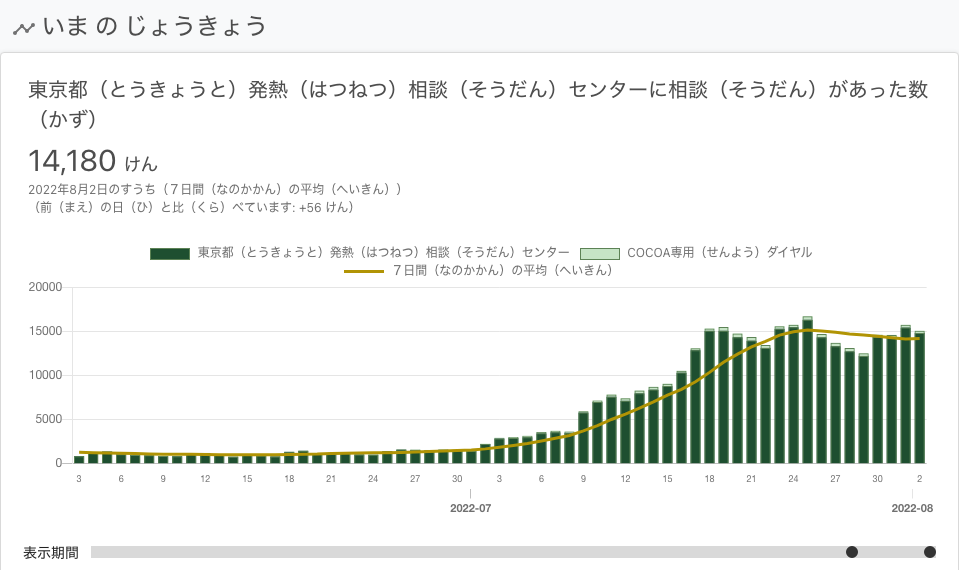 いま の じょうきょう
東京都（とうきょうと）発熱（はつねつ）相談（そうだん）センターに相談（そうだん）があった数
（かず）
14,180 けん
2022年8月2日のすうち（７日間（なのかかん）の平均（へいきん））
（前（まえ）の日（ひ）と比（くら）べています: +56 けん）
東京都（とうきょうと）発熱（はつねつ）相談（そうだん）センター COCOA専用（せんよう）ダイヤル
７日間（なのかかん）の平均（へいきん）
20000
15000
10000
5000
0
3 6 9 12 15 18 21 24 27 30 3 6 9 12 15 18 21 24 27 30 2
2022-07 2022-08
表示期間